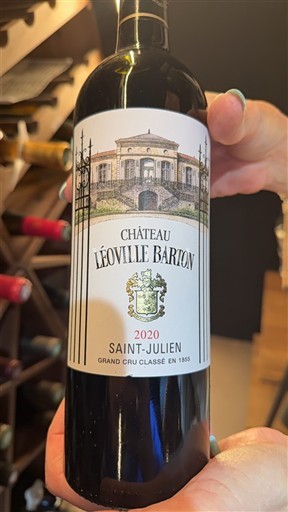 CHÂTEAU
LÉOVILLE BARTON
2020
SAINT-JULIEN
GRAND CRU CLASSÉ EN 1855